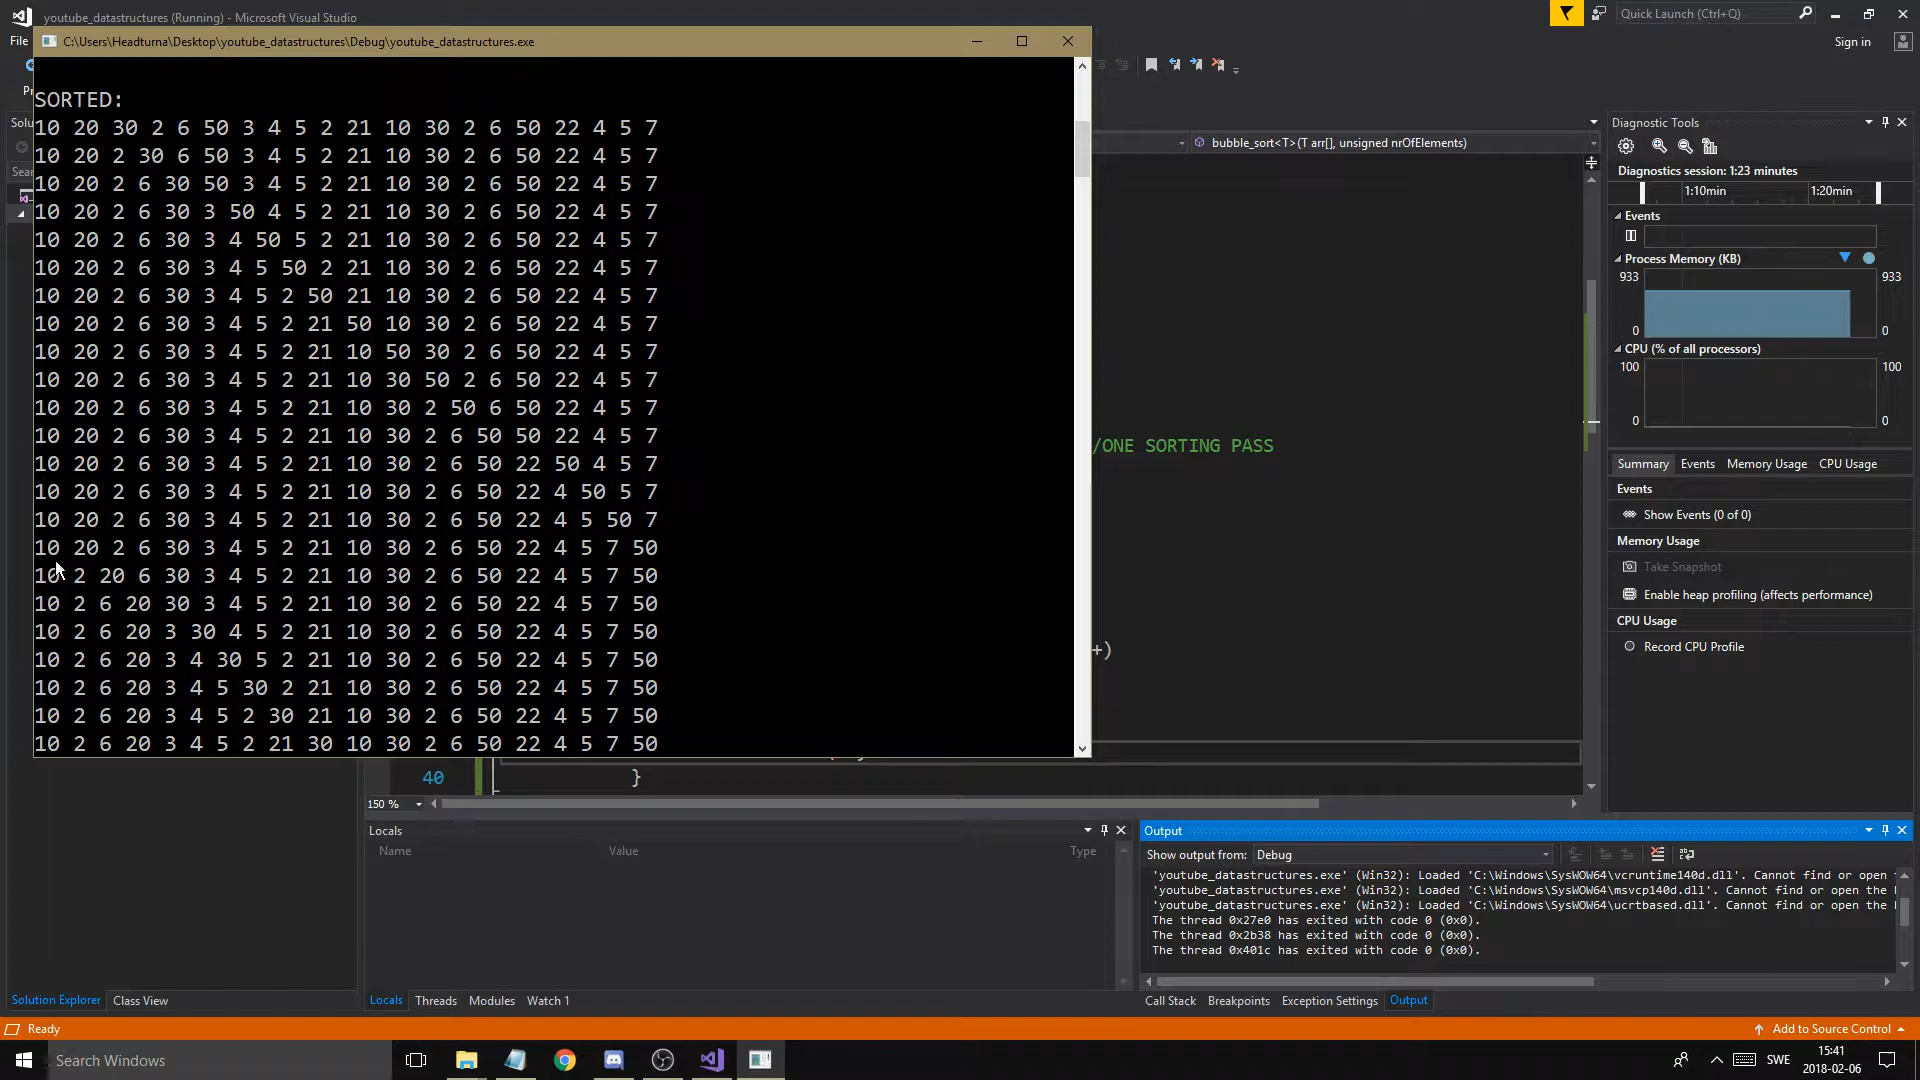 youtube_datastructures (Running) - Microsoft Visual Studio
Quick Launch (Ctrl+Q)
File
Sign in
C:\Users\Headturna\Desktop\youtube_datastructures\Debug\youtube_datastructures.exe
SORTED:
10 20 30 2 6 50 3 4 5 2 21 10 30 2 6 50 22 4 5 7
10 20 2 30 6 50 3 4 5 2 21 10 30 2 6 50 22 4 5 7
10 20 2 6 30 50 3 4 5 2 21 10 30 2 6 50 22 4 5 7
10 20 2 6 30 3 50 4 5 2 21 10 30 2 6 50 22 4 5 7
10 20 2 6 30 3 4 50 5 2 21 10 30 2 6 50 22 4 5 7
10 20 2 6 30 3 4 5 50 2 21 10 30 2 6 50 22 4 5 7
10 20 2 6 30 3 4 5 2 50 21 10 30 2 6 50 22 4 5 7
10 20 2 6 30 3 4 5 2 21 50 10 30 2 6 50 22 4 5 7
10 20 2 6 30 3 4 5 2 21 10 50 30 2 6 50 22 4 5 7
10 20 2 6 30 3 4 5 2 21 10 30 50 2 6 50 22 4 5 7
10 20 2 6 30 3 4 5 2 21 10 30 2 50 6 50 22 4 5 7
10 20 2 6 30 3 4 5 2 21 10 30 2 6 50 50 22 4 5 7
10 20 2 6 30 3 4 5 2 21 10 30 2 6 50 22 50 4 5 7
10 20 2 6 30 3 4 5 2 21 10 30 2 6 50 22 4 50 5 7
10 20 2 6 30 3 4 5 2 21 10 30 2 6 50 22 4 5 50 7
10 20 2 6 30 3 4 5 2 21 10 30 2 6 50 22 4 5 7 50
10 2 20 6 30 3 4 5 2 21 10 30 2 6 50 22 4 5 7 50
10 2 6 20 30 3 4 5 2 21 10 30 2 6 50 22 4 5 7 50
10 2 6 20 3 30 4 5 2 21 10 30 2 6 50 22 4 5 7 50
10 2 6 20 3 4 30 5 2 21 10 30 2 6 50 22 4 5 7 50
10 2 6 20 3 4 5 30 2 21 10 30 2 6 50 22 4 5 7 50
10 2 6 20 3 4 5 2 30 21 10 30 2 6 50 22 4 5 7 50
10 2 6 20 3 4 5 2 21 30 10 30 2 6 50 22 4 5 7 50
bubble_sort<T>(T arr[], unsigned nrOfElements)
/ONE SORTING PASS
+)
40 }
150 %
Diagnostic Tools
Diagnostics session: 1:23 minutes
1:10min 1:20min
Events
Process Memory (KB)
933 933
0 0
CPU (% of all processors)
100 100
0 0
Summary Events Memory Usage CPU Usage
Events
Show Events (0 of 0)
Memory Usage
Take Snapshot
Enable heap profiling (affects performance)
CPU Usage
Record CPU Profile
Locals
Name Value Type
Output
Show output from: Debug
'youtube_datastructures.exe' (Win32): Loaded 'C:\Windows\SysWOW64\vcruntime140d.dll'. Cannot find or open
'youtube_datastructures.exe' (Win32): Loaded 'C:\Windows\SysWOW64\msvcp140d.dll'. Cannot find or open the
'youtube_datastructures.exe' (Win32): Loaded 'C:\Windows\SysWOW64\ucrtbased.dll'. Cannot find or open the
The thread 0x27e0 has exited with code 0 (0x0).
The thread 0x2b38 has exited with code 0 (0x0).
The thread 0x401c has exited with code 0 (0x0).
Solution Explorer Class View
Locals Threads Modules Watch 1
Call Stack Breakpoints Exception Settings Output
Ready
Add to Source Control
Search Windows
SWE
15:41
2018-02-06